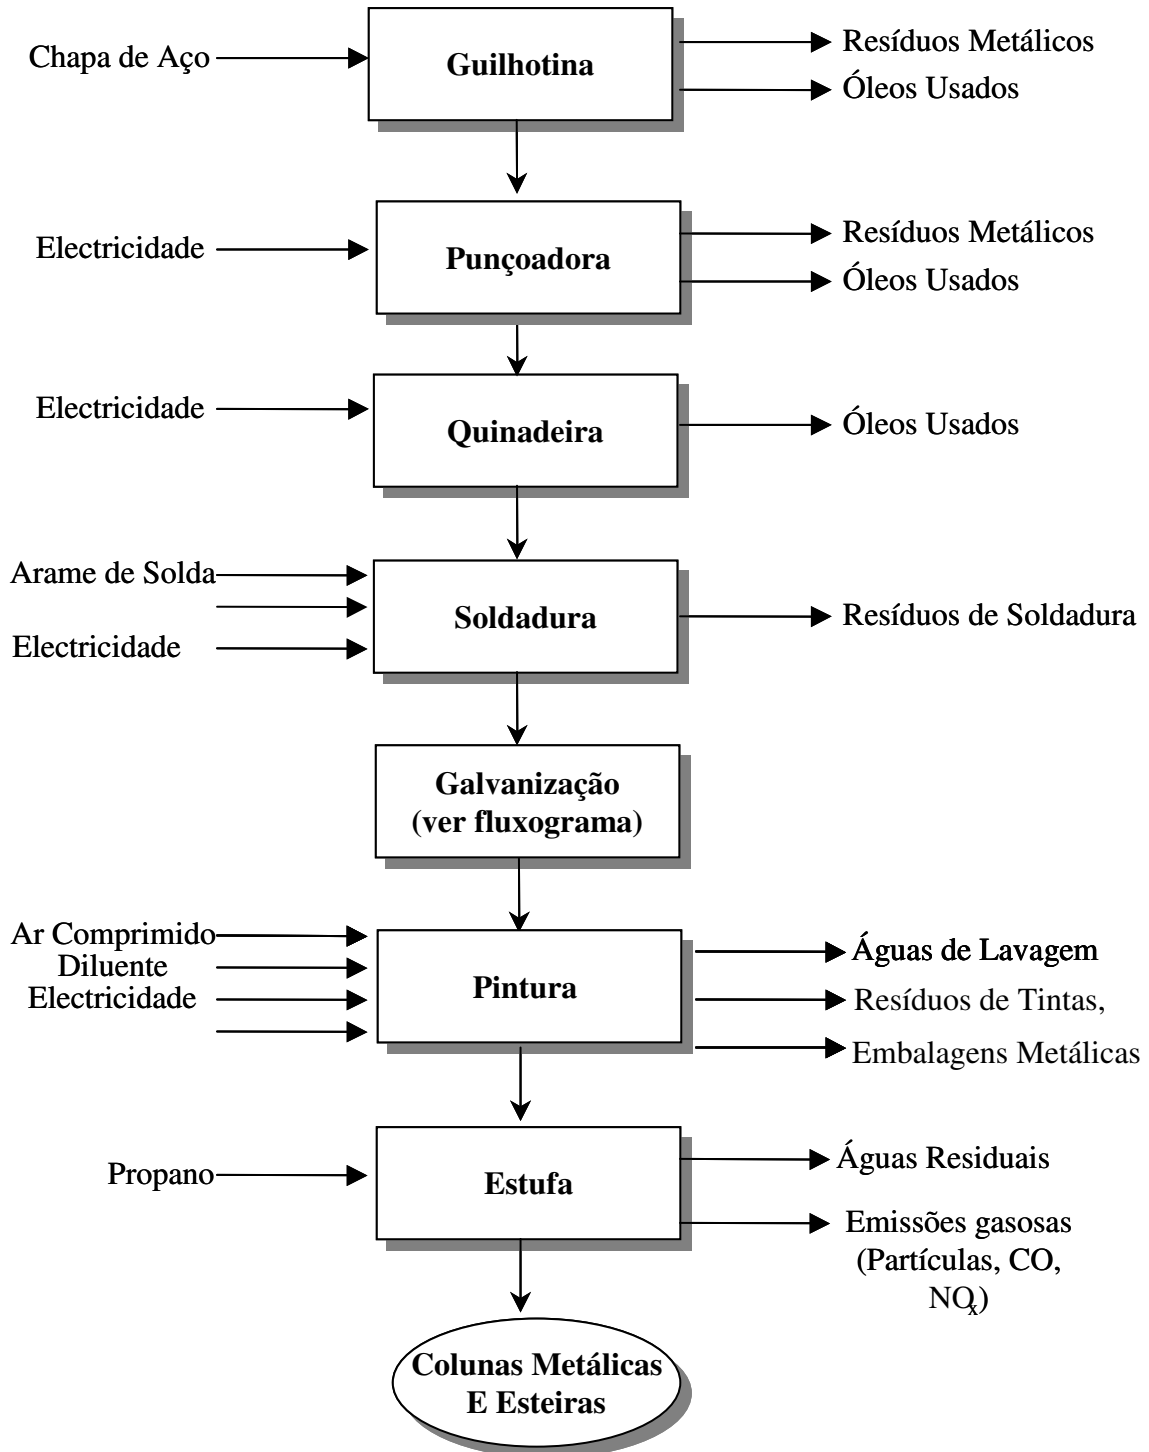 Chapa de Aço
Guilhotina
Resíduos Metálicos
Óleos Usados
Electricidade
Punçoadora
Resíduos Metálicos
Óleos Usados
Electricidade
Quinadeira
Óleos Usados
Arame de Solda
Electricidade
Soldadura
Resíduos de Soldadura
Galvanização
(ver fluxograma)
Ar Comprimido
Diluente
Electricidade
Pintura
Águas de Lavagem
Resíduos de Tintas,
Embalagens Metálicas
Propano
Estufa
Águas Residuais
Emissões gasosas
(Partículas, CO,
NOx)
Colunas Metálicas
E Esteiras